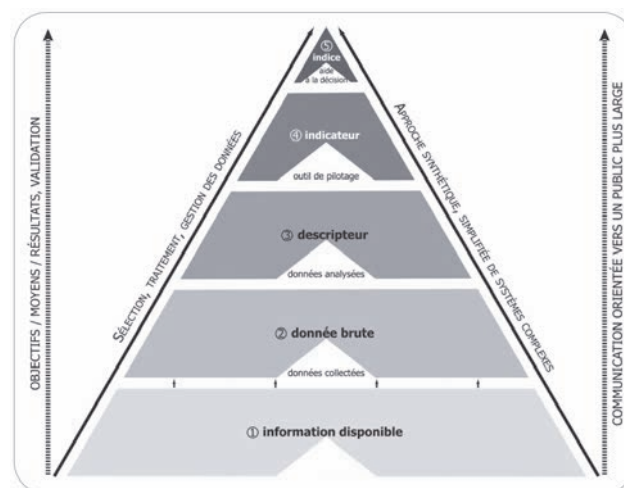 ⑤
indice
aide
à la décision
④ indicateur
outil de pilotage
③ descripteur
données analysées
② donnée brute
données collectées
① information disponible
OBJECTIFS / MOYENS / RÉSULTATS, VALIDATION
SÉLECTION, TRAITEMENT, GESTION DES DONNÉES
APPROCHE SYNTHÉTIQUE, SIMPLIFIÉE DE SYSTÈMES COMPLEXES
COMMUNICATION ORIENTÉE VERS UN PUBLIC PLUS LARGE